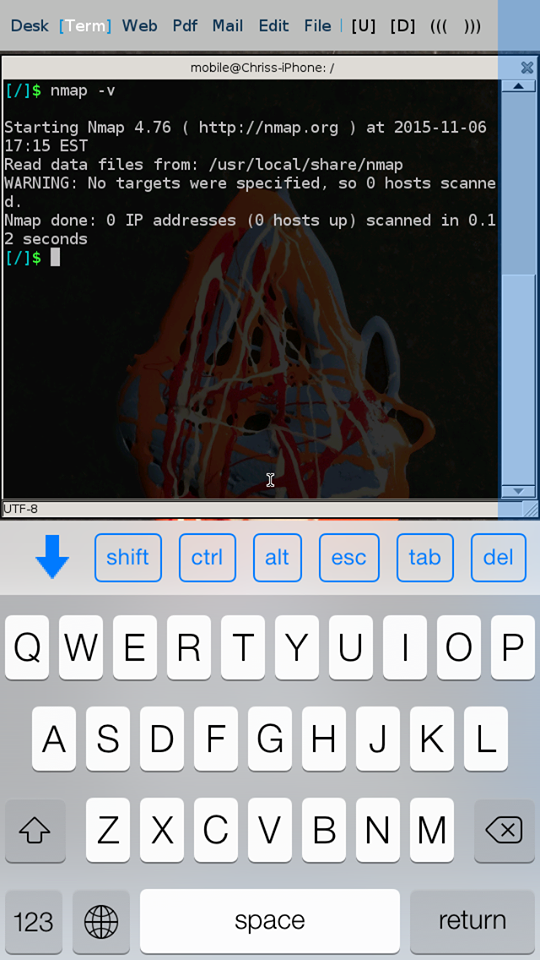 Desk [Term] Web Pdf Mail Edit File | [U] [D] ((( )))
mobile@Chriss-iPhone: /
[/]$ nmap -v
Starting Nmap 4.76 ( http://nmap.org ) at 2015-11-06
17:15 EST
Read data files from: /usr/local/share/nmap
WARNING: No targets were specified, so 0 hosts scanne
d.
Nmap done: 0 IP addresses (0 hosts up) scanned in 0.1
2 seconds
[/]$
UTF-8
shift ctrl alt esc tab del
Q W E R T Y U I O P
A S D F G H J K L
Z X C V B N M
123 space return